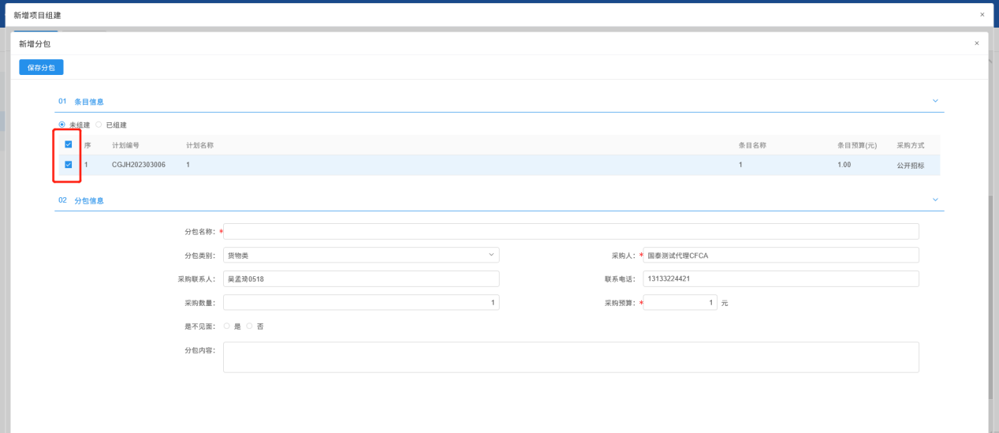 新增项目组建 ×
新增分包 ×
保存分包
01 条目信息
未组建 已组建
序 计划编号 计划名称 条目名称 条目预算(元) 采购方式
1 CGJH202303006 1 1 1.00 公开招标
02 分包信息
分包名称: *
分包类别: 货物类 采购人: * 国泰测试代理CFCA
采购联系人: 吴孟琦0518 联系电话: 13133224421
采购数量: 1 采购预算: * 1 元
是不见面: 是 否
分包内容: